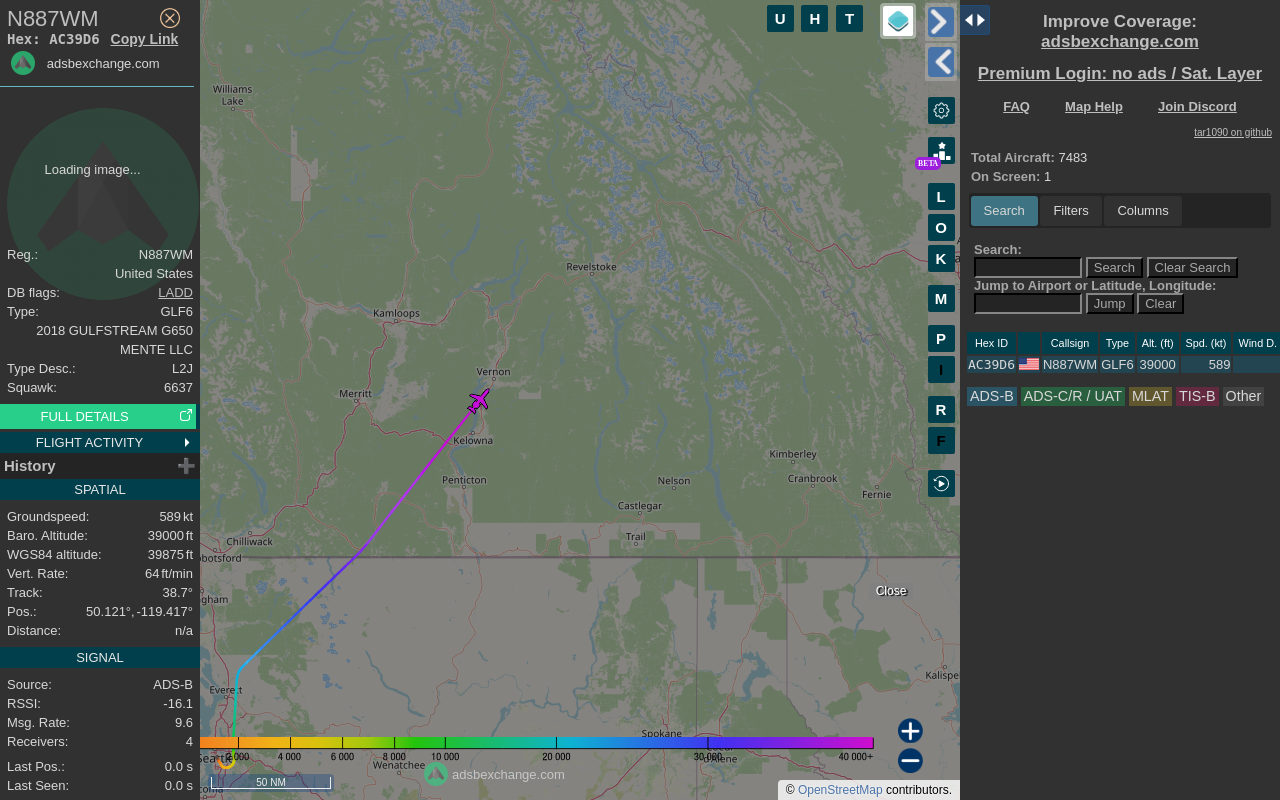 N887WM
Hex: AC39D6 Copy Link
adsbexchange.com
Loading image...
Reg.: N887WM
United States
DB flags: LADD
Type: GLF6
2018 GULFSTREAM G650
MENTE LLC
Type Desc.: L2J
Squawk: 6637
FULL DETAILS
FLIGHT ACTIVITY
History
SPATIAL
Groundspeed: 589 kt
Baro. Altitude: 39000 ft
WGS84 altitude: 39875 ft
Vert. Rate: 64 ft/min
Track: 38.7°
Pos.: 50.121°, -119.417°
Distance: n/a
SIGNAL
Source: ADS-B
RSSI: -16.1
Msg. Rate: 9.6
Receivers: 4
Last Pos.: 0.0 s
Last Seen: 0.0 s
U H T
Williams
Lake
Revelstoke
Kamloops
Vernon
Merritt
Kelowna
Penticton
Kimberley
Cranbrook
Nelson
Fernie
Castlegar
Trail
Chilliwack
botsford
gham
Everett
Kalispe
Spokane
d'Alene
Wenatchee
Close
BETA
L
O
K
M
P
I
R
F
2 000 4 000 6 000 8 000 10 000 20 000 30 000 40 000+
50 NM
adsbexchange.com
© OpenStreetMap contributors.
Improve Coverage:
adsbexchange.com
Premium Login: no ads / Sat. Layer
FAQ Map Help Join Discord
tar1090 on github
Total Aircraft: 7483
On Screen: 1
Search Filters Columns
Search:
Search Clear Search
Jump to Airport or Latitude, Longitude:
Jump Clear
Hex ID Callsign Type Alt. (ft) Spd. (kt) Wind D.
AC39D6 N887WM GLF6 39000 589
ADS-B ADS-C/R / UAT MLAT TIS-B Other